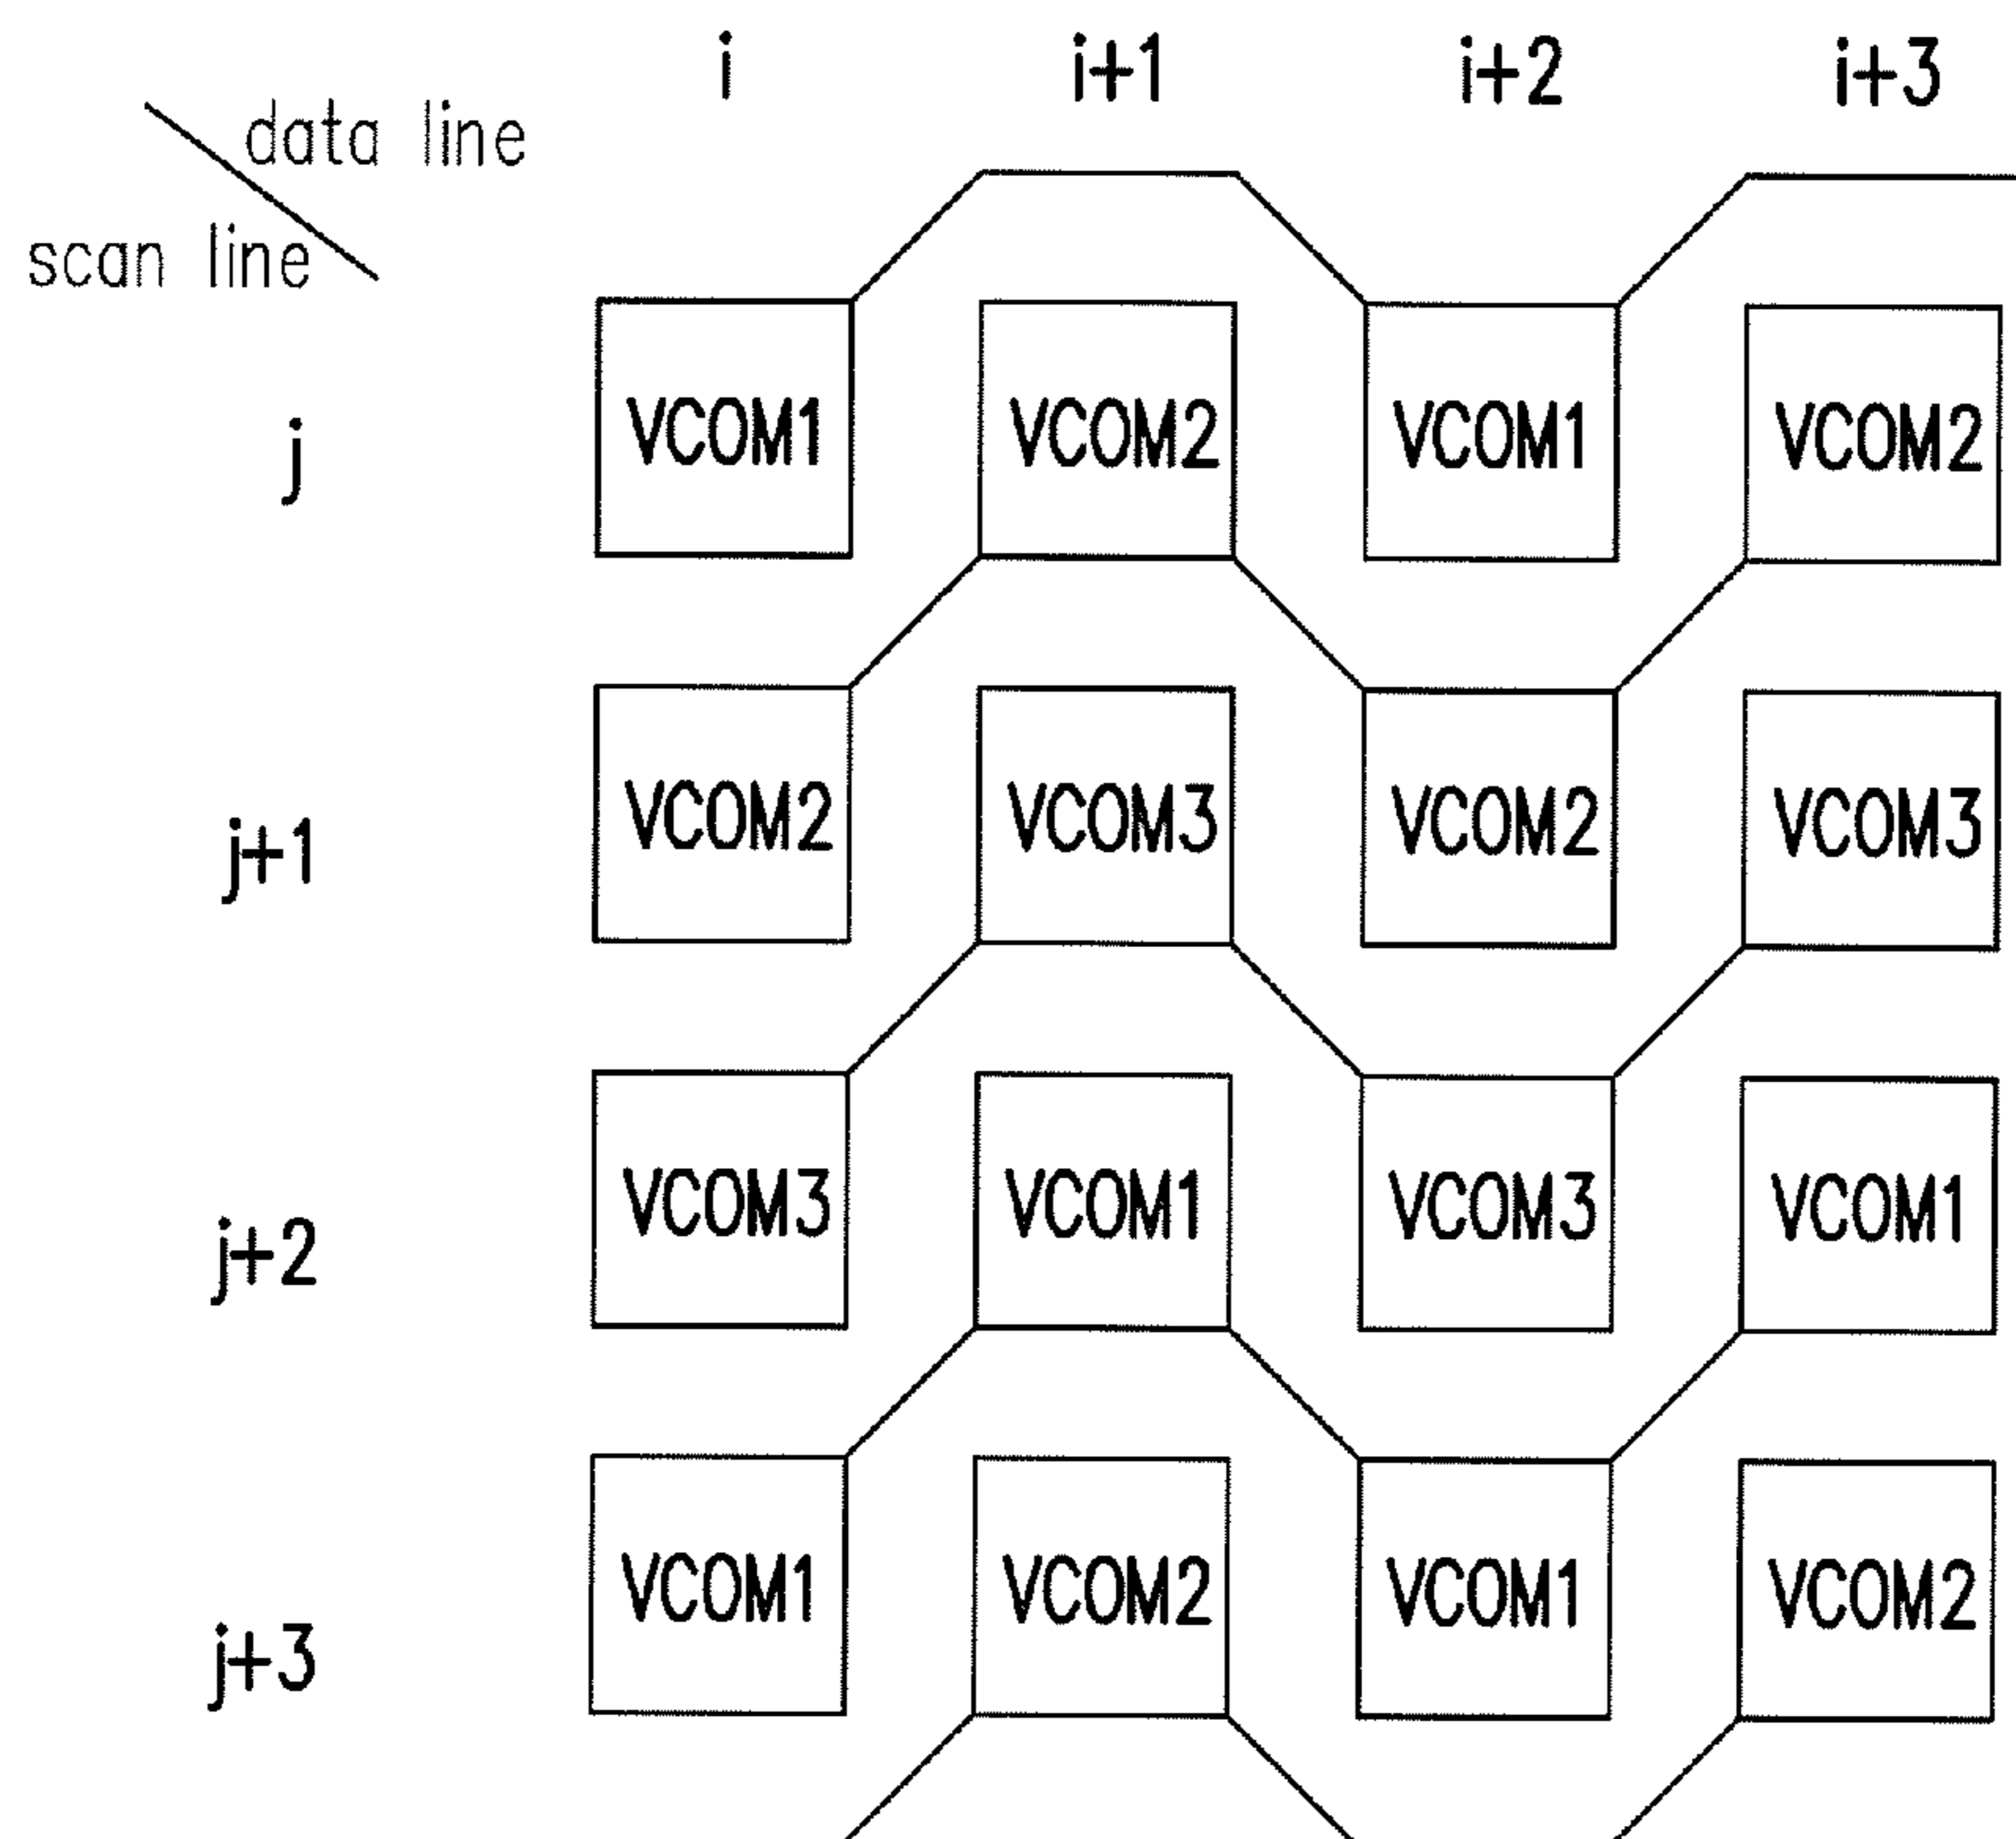 i i+1 i+2 i+3
data line
scan line
j VCOM1 VCOM2 VCOM1 VCOM2
j+1 VCOM2 VCOM3 VCOM2 VCOM3
j+2 VCOM3 VCOM1 VCOM3 VCOM1
j+3 VCOM1 VCOM2 VCOM1 VCOM2